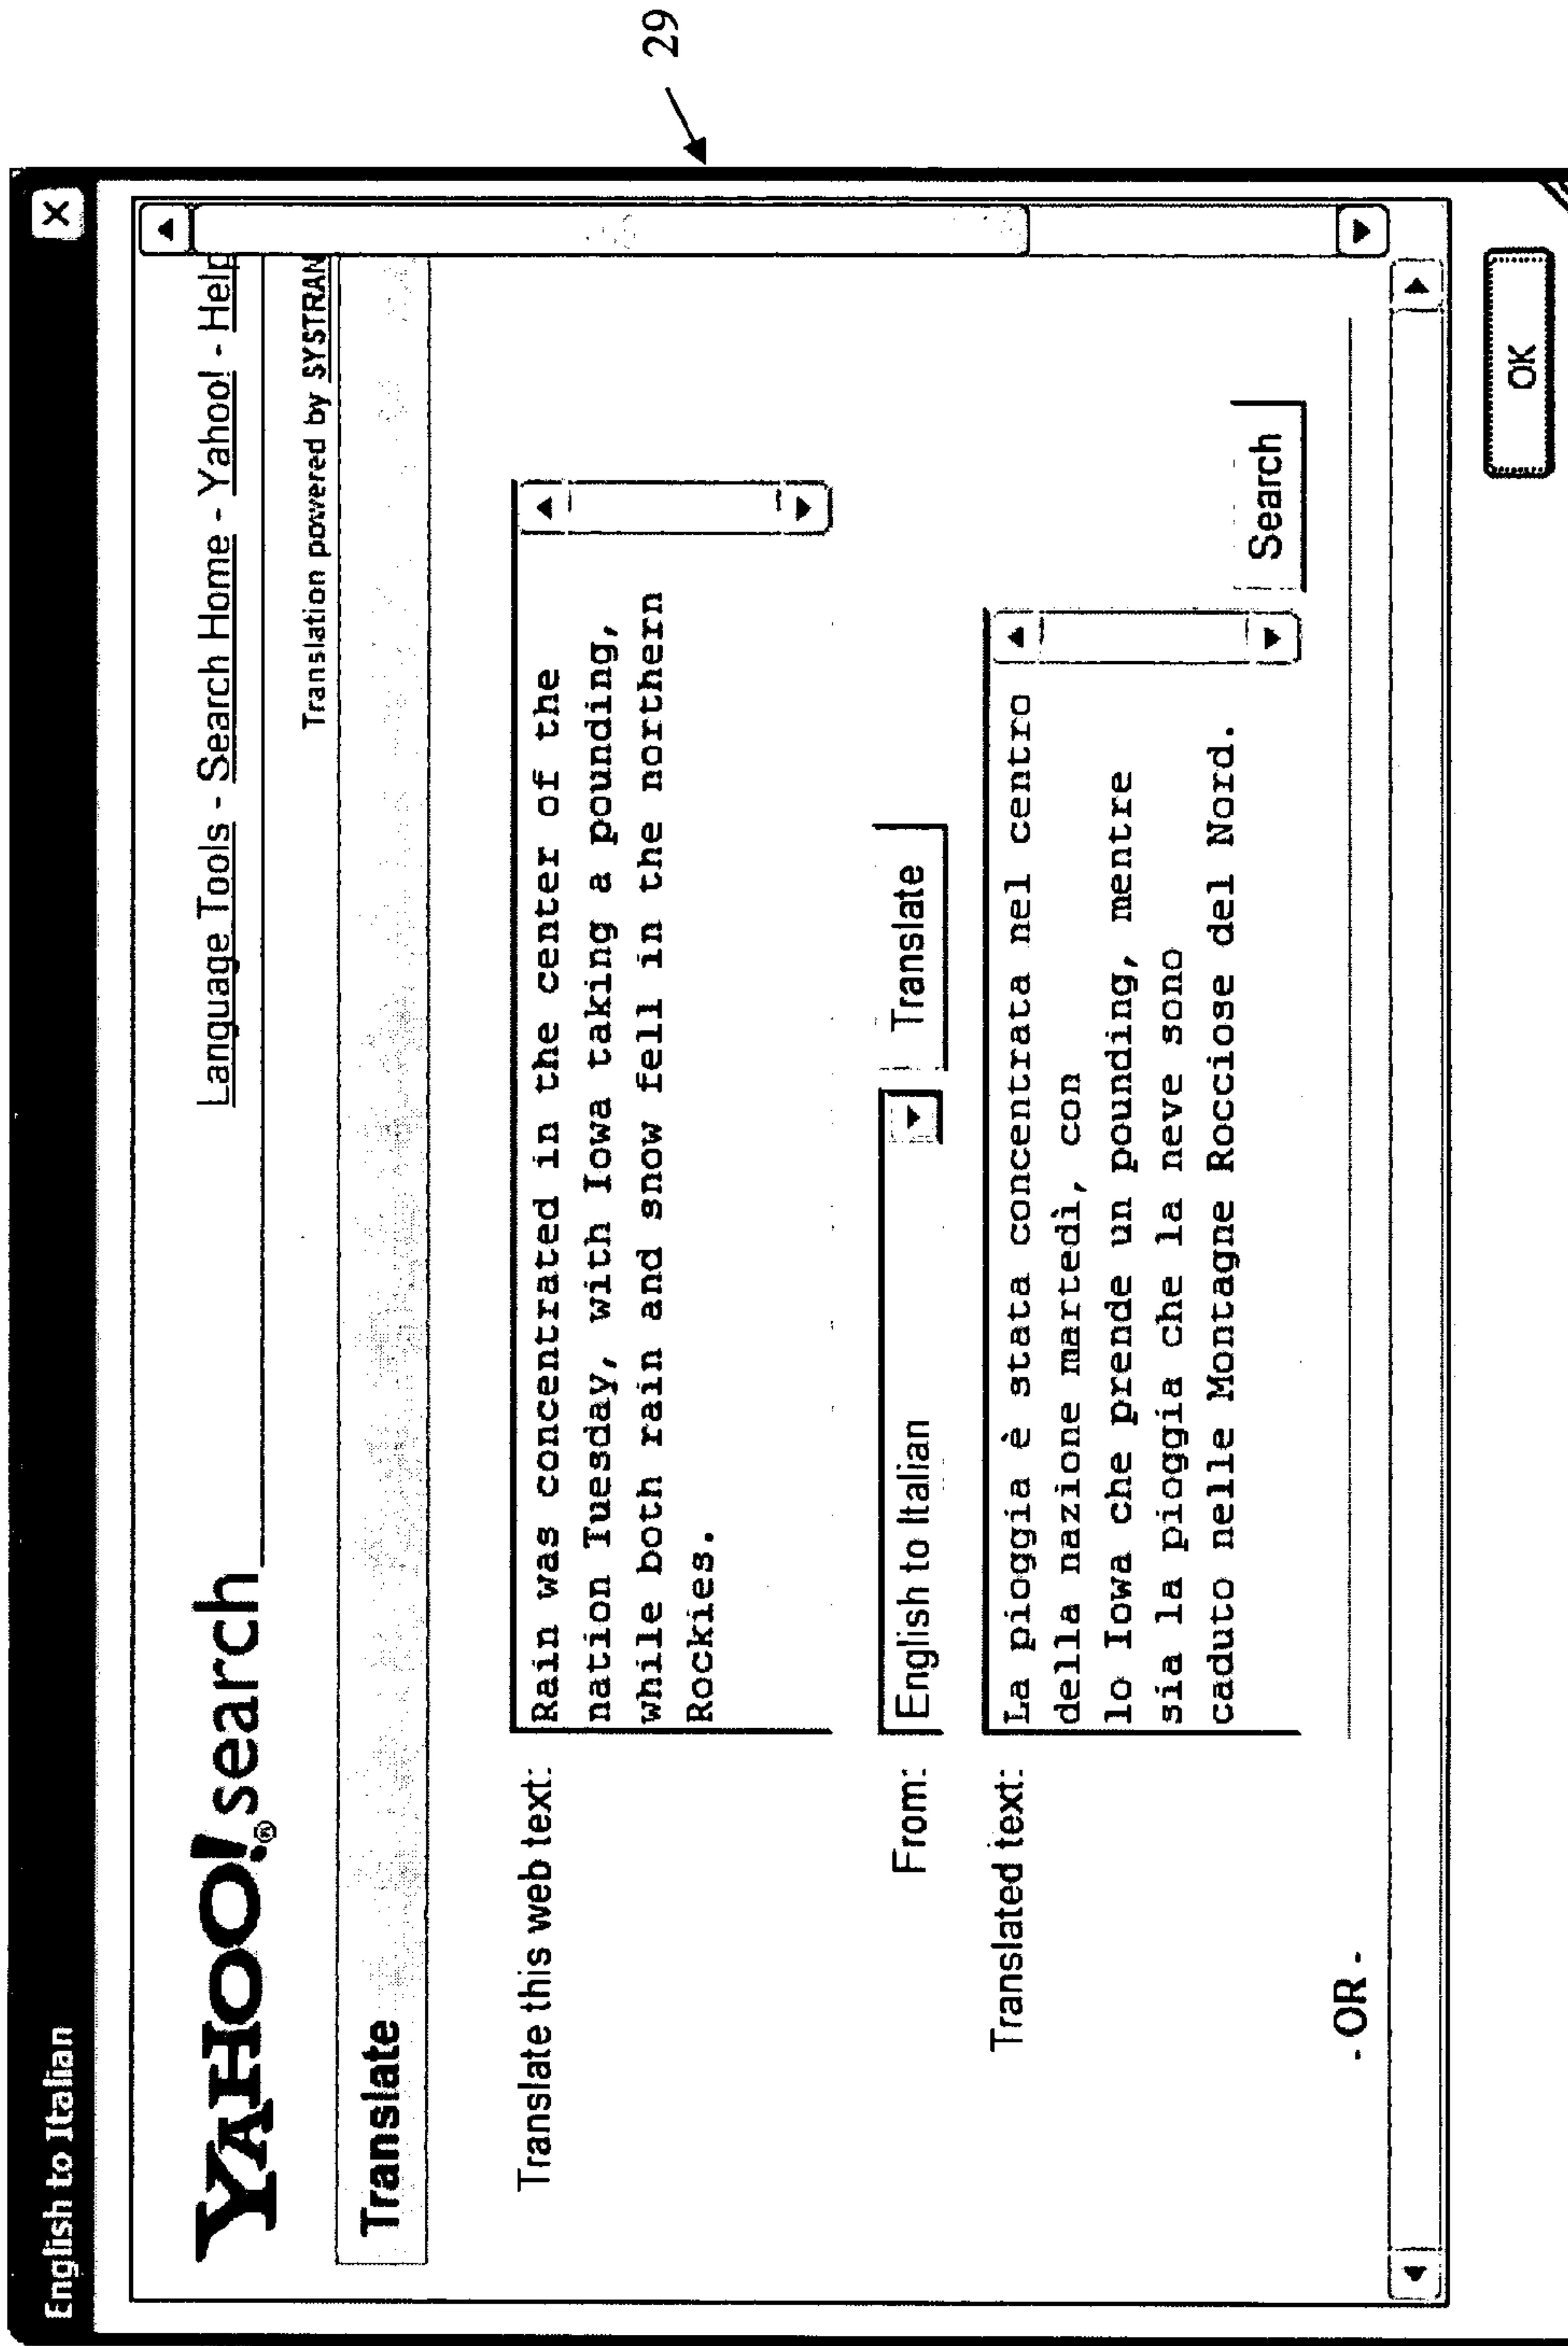 English to Italian
X
YAHOO!® search
Language Tools - Search Home - Yahoo! - Help
Translation powered by SYSTRAN
Translate
Translate this web text:
Rain was concentrated in the center of the
nation Tuesday, with Iowa taking a pounding,
while both rain and snow fell in the northern
Rockies.
From: English to Italian Translate
Translated text:
La pioggia è stata concentrata nel centro
della nazione martedì, con
lo Iowa che prende un pounding, mentre
sia la pioggia che la neve sono
caduto nelle Montagne Rocciose del Nord.
Search
- OR -
OK
29